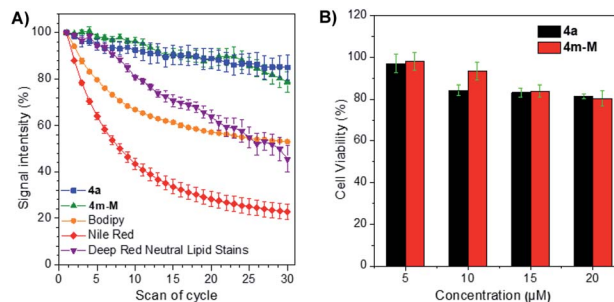 A)
Signal Intentsity (%)
100
80
60
40
20
0
4a
4m-M
Bodipy
Nile Red
Deep Red Neutral Lipid Stains
0 5 10 15 20 25 30
Scan of cycle
B)
Cell Viability (%)
120
100
80
60
40
20
0
4a
4m-M
5 10 15 20
Concentration (μM)